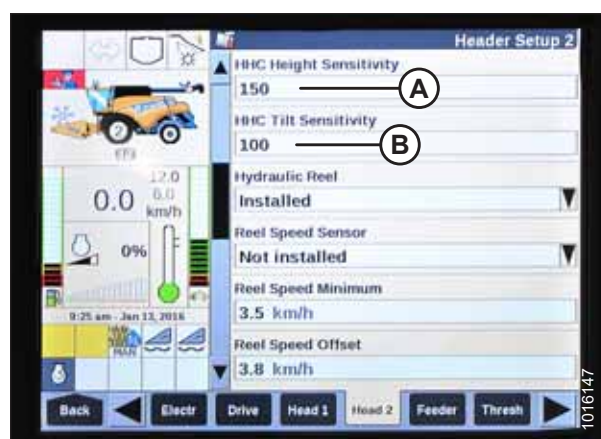 Header Setup 2
HHC Height Sensitivity
150
A
HHC Tilt Sensitivity
100
B
Hydraulic Reel
Installed
Reel Speed Sensor
Not installed
Reel Speed Minimum
3.5 km/h
Reel Speed Offset
3.8 km/h
2
12.0
0.0
6.0
km/h
0%
9:25 am - Jan 13, 2016
MAN
Back
Electr
Drive
Head 1
Head 2
Feeder
Thresh
1016147